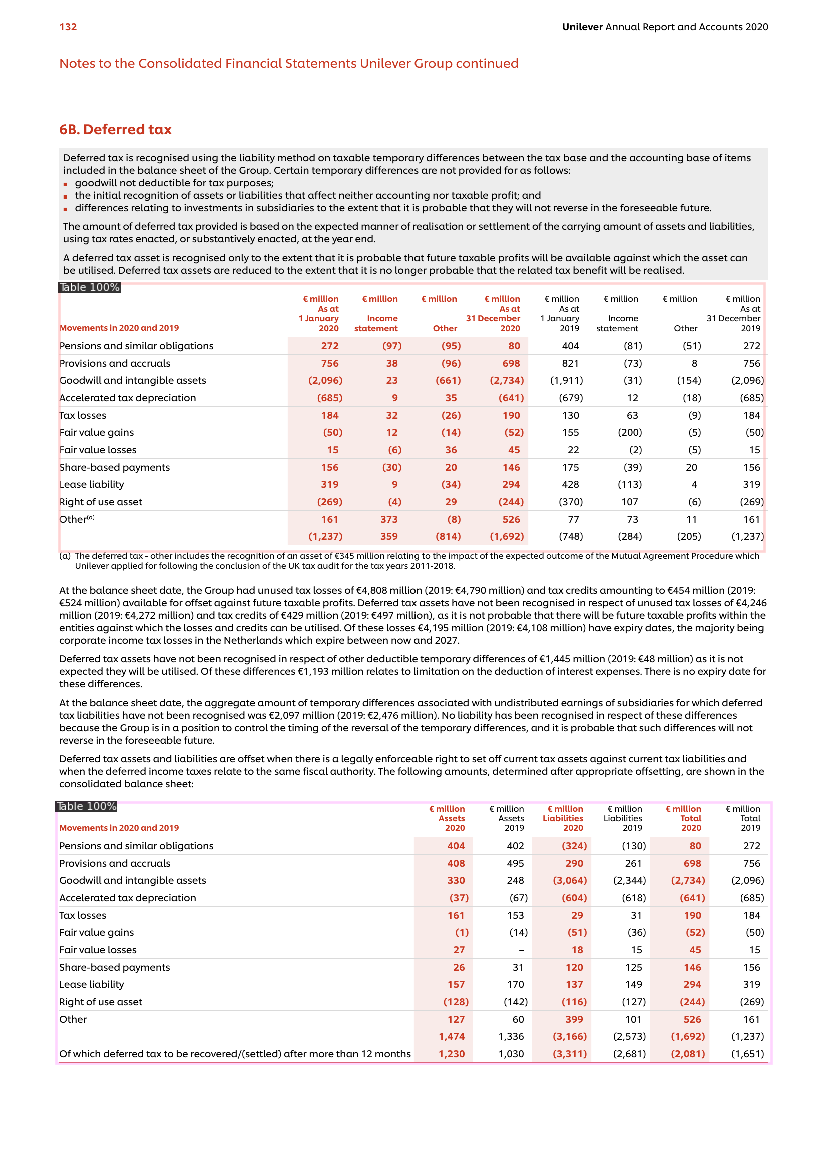 132
Unilever Annual Report and Accounts 2020
Notes to the Consolidated Financial Statements Unilever Group continued
6B. Deferred tax
Deferred tax is recognised using the liability method on taxable temporary differences between the tax base and the accounting base of items
included in the balance sheet of the Group. Certain temporary differences are not provided for as follows:
▪ goodwill not deductible for tax purposes;
▪ the initial recognition of assets or liabilities that affect neither accounting nor taxable profit; and
▪ differences relating to investments in subsidiaries to the extent that it is probable that they will not reverse in the foreseeable future.
The amount of deferred tax provided is based on the expected manner of realisation or settlement of the carrying amount of assets and liabilities,
using tax rates enacted, or substantively enacted, at the year end.
A deferred tax asset is recognised only to the extent that it is probable that future taxable profits will be available against which the asset can
be utilised. Deferred tax assets are reduced to the extent that it is no longer probable that the related tax benefit will be realised.
Table 100%
€ million € million € million € million € million € million € million € million
As at As at As at As at
1 January Income 31 December 1 January Income 31 December
Movements in 2020 and 2019 2020 statement Other 2020 2019 statement Other 2019
Pensions and similar obligations 272 (97) (95) 80 404 (81) (51) 272
Provisions and accruals 756 38 (96) 698 821 (73) 8 756
Goodwill and intangible assets (2,096) 23 (661) (2,734) (1,911) (31) (154) (2,096)
Accelerated tax depreciation (685) 9 35 (641) (679) 12 (18) (685)
Tax losses 184 32 (26) 190 130 63 (9) 184
Fair value gains (50) 12 (14) (52) 155 (200) (5) (50)
Fair value losses 15 (6) 36 45 22 (2) (5) 15
Share-based payments 156 (30) 20 146 175 (39) 20 156
Lease liability 319 9 (34) 294 428 (113) 4 319
Right of use asset (269) (4) 29 (244) (370) 107 (6) (269)
Other(a) 161 373 (8) 526 77 73 11 161
(1,237) 359 (814) (1,692) (748) (284) (205) (1,237)
(a) The deferred tax - other includes the recognition of an asset of €345 million relating to the impact of the expected outcome of the Mutual Agreement Procedure which
Unilever applied for following the conclusion of the UK tax audit for the tax years 2011-2018.
At the balance sheet date, the Group had unused tax losses of €4,808 million (2019: €4,790 million) and tax credits amounting to €454 million (2019:
€524 million) available for offset against future taxable profits. Deferred tax assets have not been recognised in respect of unused tax losses of €4,246
million (2019: €4,272 million) and tax credits of €429 million (2019: €497 million), as it is not probable that there will be future taxable profits within the
entities against which the losses and credits can be utilised. Of these losses €4,195 million (2019: €4,108 million) have expiry dates, the majority being
corporate income tax losses in the Netherlands which expire between now and 2027.
Deferred tax assets have not been recognised in respect of other deductible temporary differences of €1,445 million (2019: €48 million) as it is not
expected they will be utilised. Of these differences €1,193 million relates to limitation on the deduction of interest expenses. There is no expiry date for
these differences.
At the balance sheet date, the aggregate amount of temporary differences associated with undistributed earnings of subsidiaries for which deferred
tax liabilities have not been recognised was €2,097 million (2019: €2,476 million). No liability has been recognised in respect of these differences
because the Group is in a position to control the timing of the reversal of the temporary differences, and it is probable that such differences will not
reverse in the foreseeable future.
Deferred tax assets and liabilities are offset when there is a legally enforceable right to set off current tax assets against current tax liabilities and
when the deferred income taxes relate to the same fiscal authority. The following amounts, determined after appropriate offsetting, are shown in the
consolidated balance sheet:
Table 100%
€ million € million € million € million € million € million
Assets Assets Liabilities Liabilities Total Total
Movements in 2020 and 2019 2020 2019 2020 2019 2020 2019
Pensions and similar obligations 404 402 (324) (130) 80 272
Provisions and accruals 408 495 290 261 698 756
Goodwill and intangible assets 330 248 (3,064) (2,344) (2,734) (2,096)
Accelerated tax depreciation (37) (67) (604) (618) (641) (685)
Tax losses 161 153 29 31 190 184
Fair value gains (1) (14) (51) (36) (52) (50)
Fair value losses 27 – 18 15 45 15
Share-based payments 26 31 120 125 146 156
Lease liability 157 170 137 149 294 319
Right of use asset (128) (142) (116) (127) (244) (269)
Other 127 60 399 101 526 161
1,474 1,336 (3,166) (2,573) (1,692) (1,237)
Of which deferred tax to be recovered/(settled) after more than 12 months 1,230 1,030 (3,311) (2,681) (2,081) (1,651)